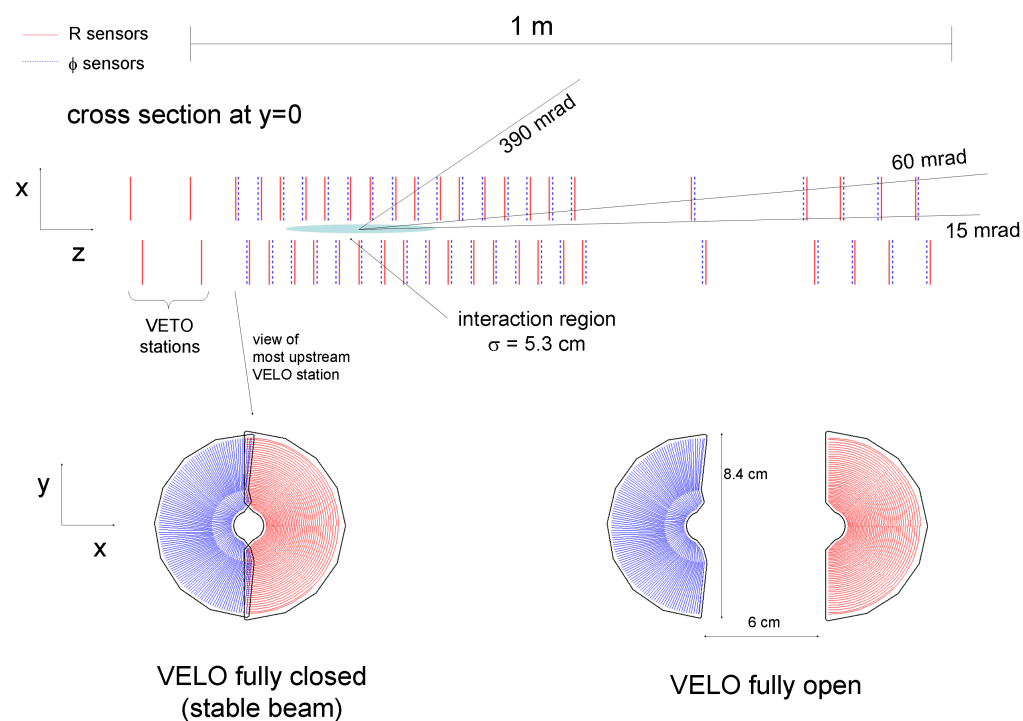 R sensors
ϕ sensors
1 m
cross section at y=0
390 mrad
60 mrad
15 mrad
x
z
VETO
stations
view of
most upstream
VELO station
interaction region
σ = 5.3 cm
y
x
8.4 cm
6 cm
VELO fully closed
(stable beam)
VELO fully open